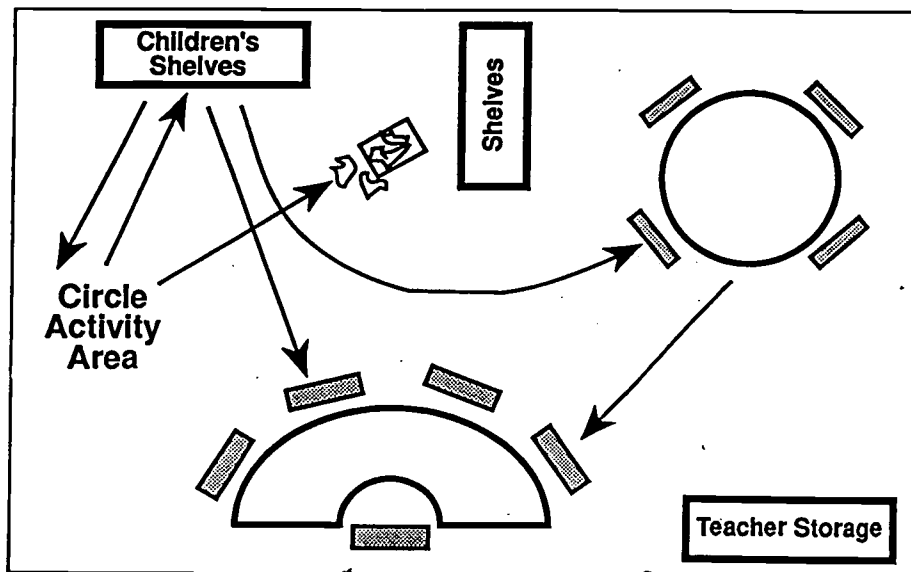 Children's
Shelves
Shelves
Circle
Activity
Area
Teacher Storage